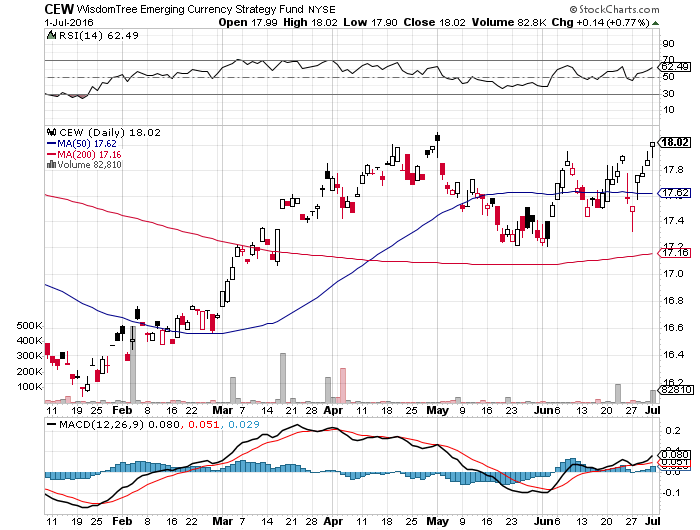 CEW WisdomTree Emerging Currency Strategy Fund NYSE
© StockCharts.com
1-Jul-2016
Open 17.99 High 18.02 Low 17.90 Close 18.02 Volume 82.8K Chg +0.14 (+0.77%)
RSI(14) 62.49
90
70
62.49
50
30
10
CEW (Daily) 18.02
MA(50) 17.62
MA(200) 17.16
Volume 82,810
18.02
17.8
17.62
17.4
17.2
17.16
17.0
16.8
16.6
16.4
16.2
500K
400K
300K
200K
100K
82810
11 19 25 Feb 8 16 22 Mar 7 14 21 28 Apr 11 18 25 May 9 16 23 Jun 6 13 20 27 Jul
MACD(12,26,9) 0.080, 0.051, 0.029
0.2
0.080
0.051
0.0
-0.1
11 19 25 Feb 8 16 22 Mar 7 14 21 28 Apr 11 18 25 May 9 16 23 Jun 6 13 20 27 Jul